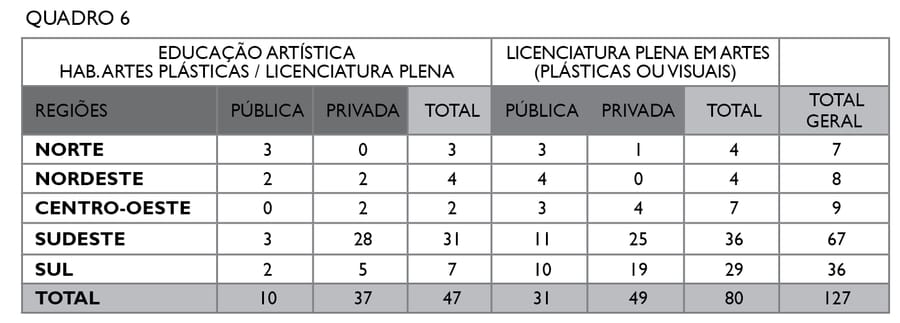 QUADRO 6
EDUCAÇÃO ARTÍSTICA LICENCIATURA PLENA EM ARTES
HAB.ARTES PLÁSTICAS / LICENCIATURA PLENA (PLÁSTICAS OU VISUAIS)
REGIÕES PÚBLICA PRIVADA TOTAL PÚBLICA PRIVADA TOTAL TOTAL GERAL
NORTE 3 0 3 3 1 4 7
NORDESTE 2 2 4 4 0 4 8
CENTRO-OESTE 0 2 2 3 4 7 9
SUDESTE 3 28 31 11 25 36 67
SUL 2 5 7 10 19 29 36
TOTAL 10 37 47 31 49 80 127